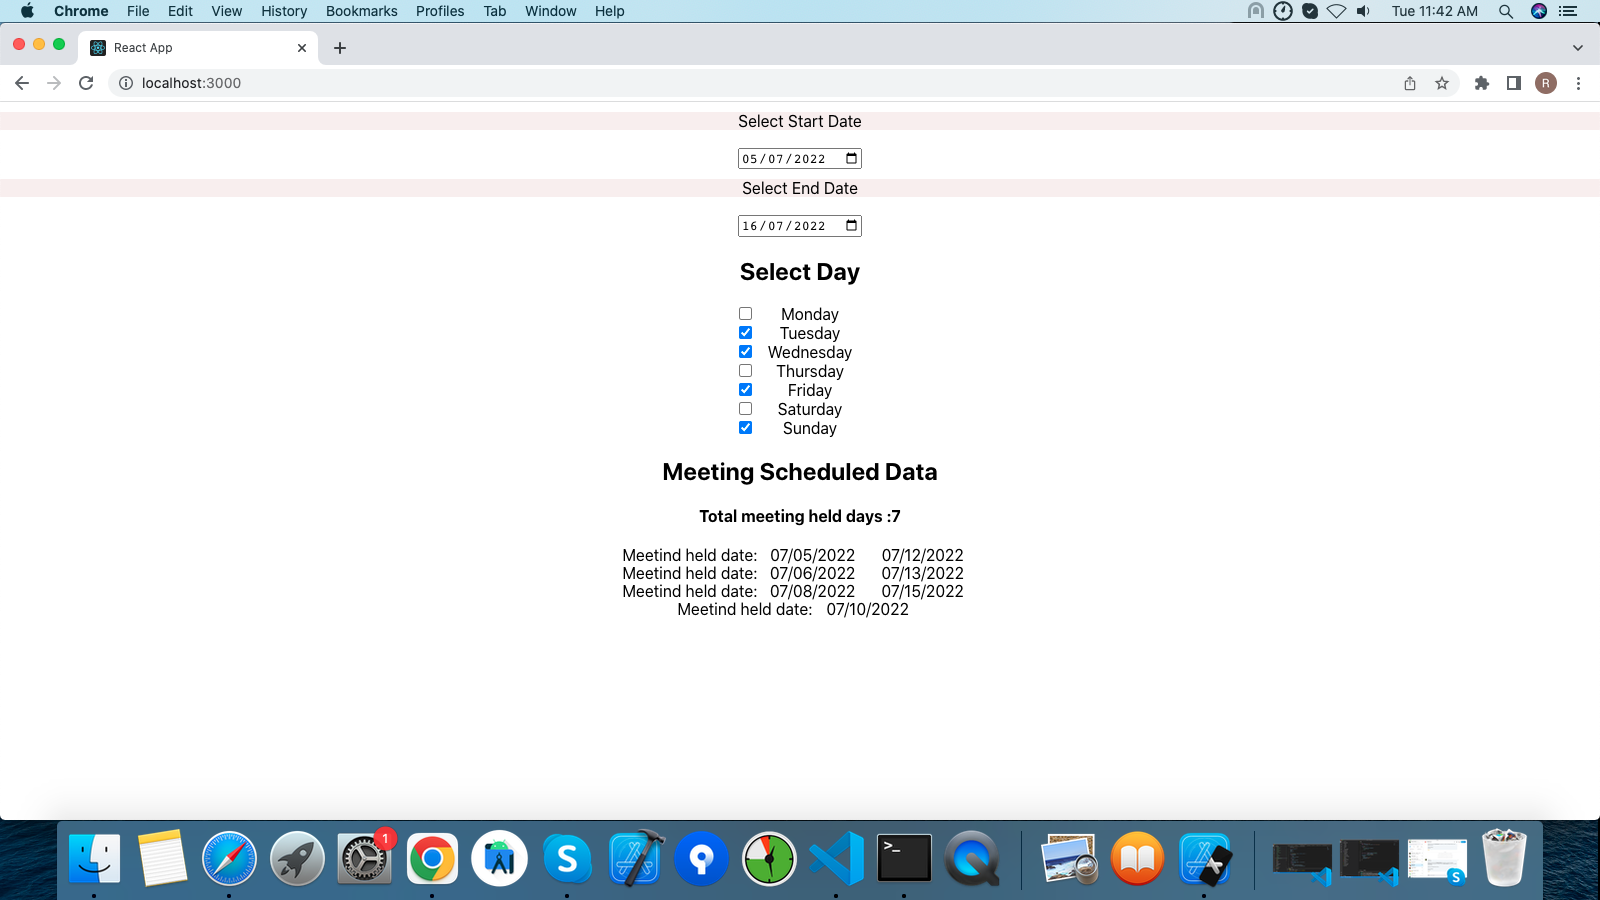 Chrome File Edit View History Bookmarks Profiles Tab Window Help Tue 11:42 AM
React App
localhost:3000
R
Select Start Date
05/07/2022
Select End Date
16/07/2022
Select Day
Monday
Tuesday
Wednesday
Thursday
Friday
Saturday
Sunday
Meeting Scheduled Data
Total meeting held days :7
Meetind held date: 07/05/2022 07/12/2022
Meetind held date: 07/06/2022 07/13/2022
Meetind held date: 07/08/2022 07/15/2022
Meetind held date: 07/10/2022
1